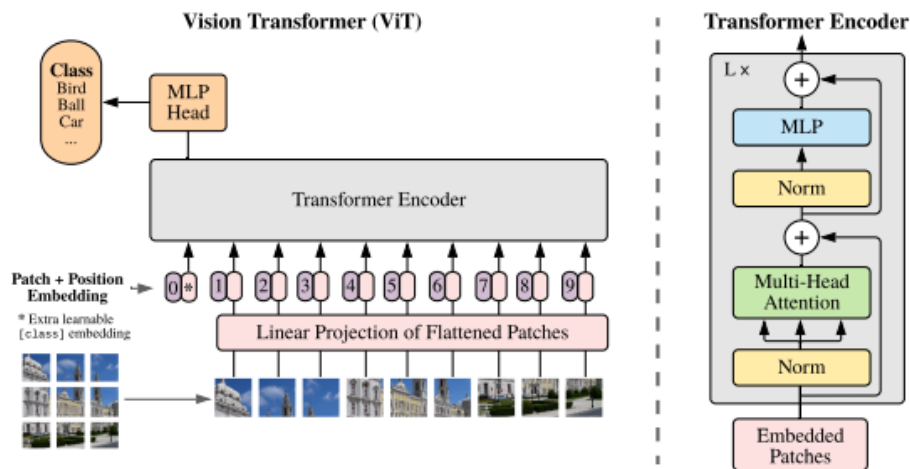 Vision Transformer (ViT)
Class
Bird
Ball
Car
...
MLP
Head
Transformer Encoder
Patch + Position
Embedding
0 * 1 2 3 4 5 6 7 8 9
* Extra learnable
[class] embedding
Linear Projection of Flattened Patches
Transformer Encoder
L ×
+
MLP
Norm
+
Multi-Head
Attention
Norm
Embedded
Patches